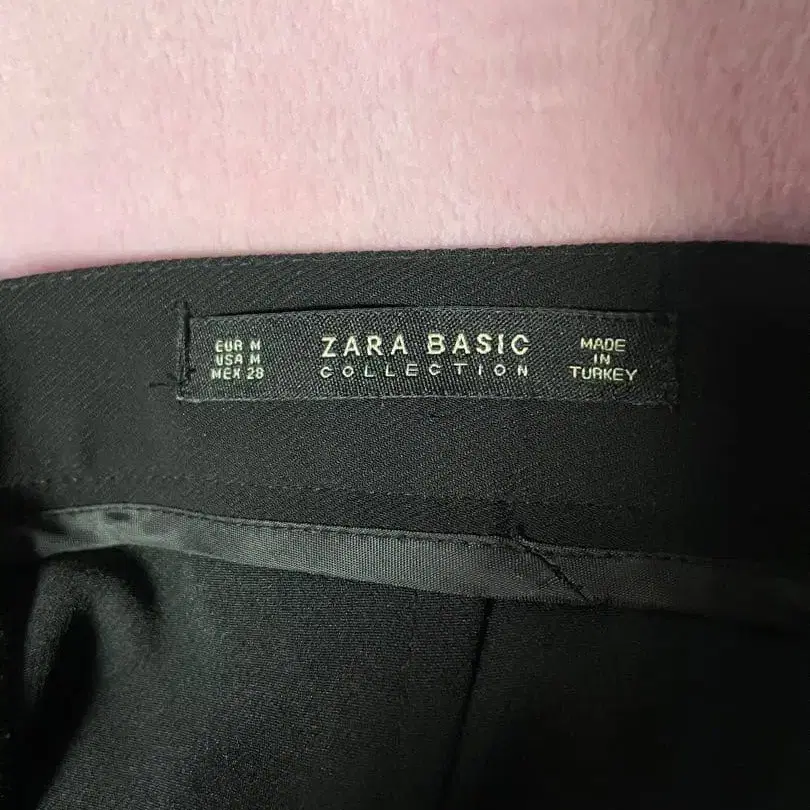 EUR M
USA M
MEX 28
ZARA BASIC
COLLECTION
MADE
IN
TURKEY